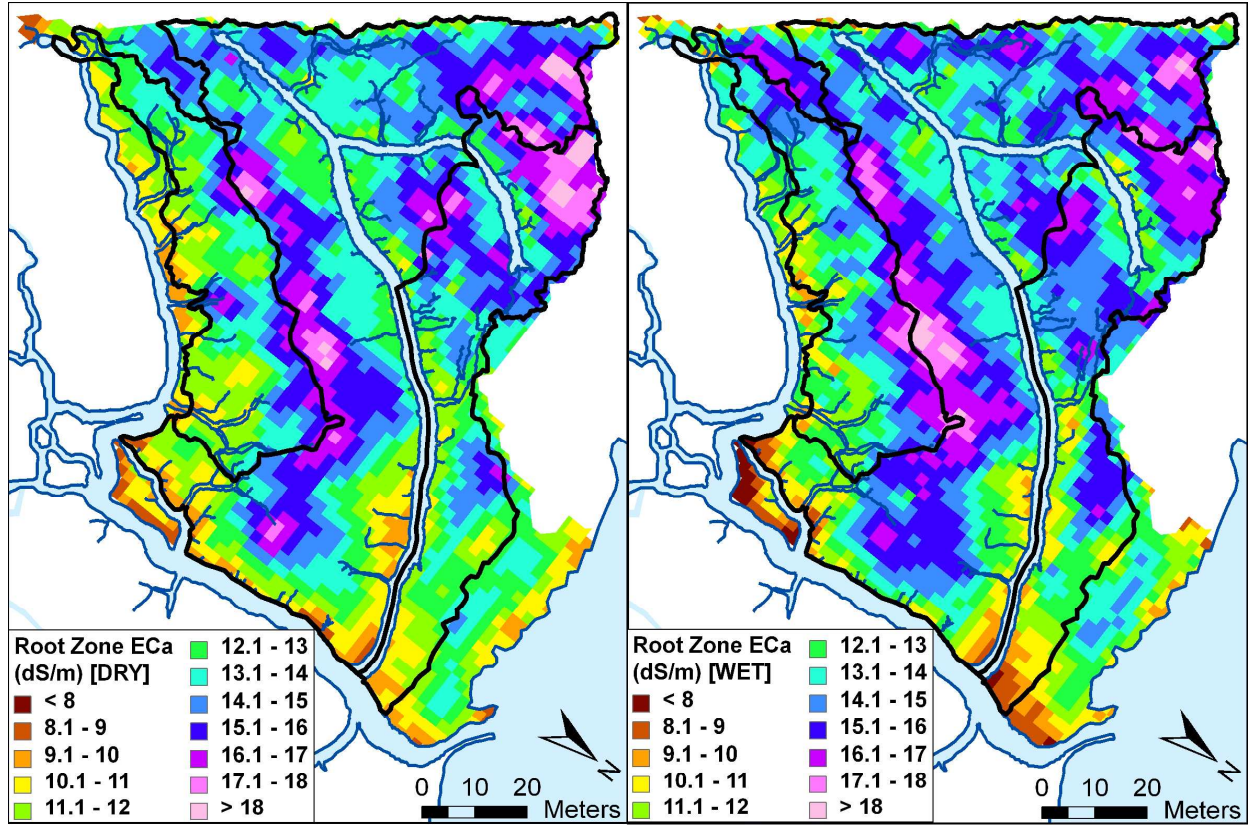 Root Zone ECa
(dS/m) [DRY]
< 8
8.1 - 9
9.1 - 10
10.1 - 11
11.1 - 12
12.1 - 13
13.1 - 14
14.1 - 15
15.1 - 16
16.1 - 17
17.1 - 18
> 18
N
0 10 20
Meters
Root Zone ECa
(dS/m) [WET]
< 8
8.1 - 9
9.1 - 10
10.1 - 11
11.1 - 12
12.1 - 13
13.1 - 14
14.1 - 15
15.1 - 16
16.1 - 17
17.1 - 18
> 18
N
0 10 20
Meters